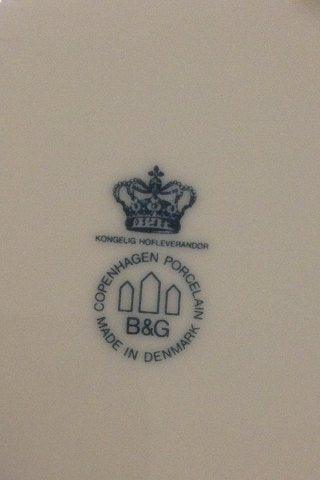 KONGELIG HOFLEVERANDØR
COPENHAGEN PORCELAIN
B&G
MADE IN DENMARK